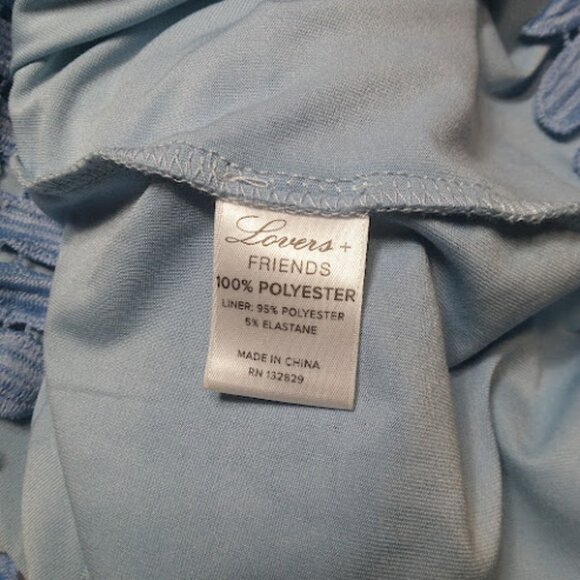 Lovers +
FRIENDS
100% POLYESTER
LINER: 95% POLYESTER
5% ELASTANE
MADE IN CHINA
RN 132829